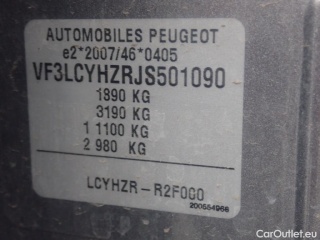 AUTOMOBILES PEUGEOT
e2*2007/46*0405
VF3LCYHZRJS501090
1890 KG
3190 KG
1 1100 KG
2 980 KG
LCYHZR - R2F000
200554966
CarOutlet.eu